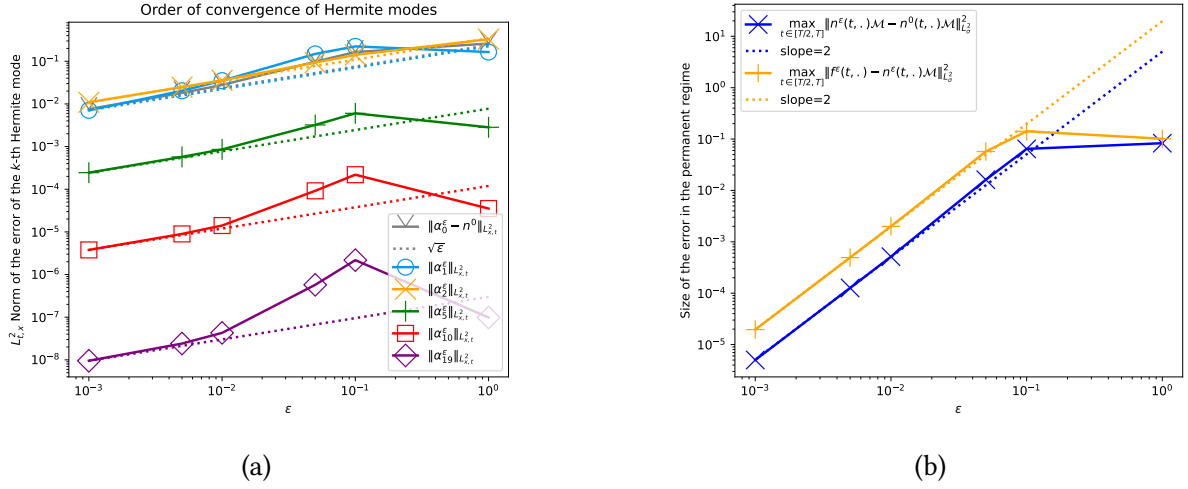 Order of convergence of Hermite modes
L²_{t,x} Norm of the error of the k-th Hermite mode
10⁻¹
10⁻²
10⁻³
10⁻⁴
10⁻⁵
10⁻⁶
10⁻⁷
10⁻⁸
10⁻³ 10⁻² 10⁻¹ 10⁰
ε
‖α₀^ε − n⁰‖_{L²_{x,t}}
√ε
‖α₁^ε‖_{L²_{x,t}}
‖α₂^ε‖_{L²_{x,t}}
‖α₅^ε‖_{L²_{x,t}}
‖α₁₀^ε‖_{L²_{x,t}}
‖α₁₉^ε‖_{L²_{x,t}}
(a)
Size of the error in the permanent regime
10¹
10⁰
10⁻¹
10⁻²
10⁻³
10⁻⁴
10⁻⁵
10⁻³ 10⁻² 10⁻¹ 10⁰
ε
max_{t∈[T/2,T]} ‖n^ε(t, .)ℳ − n⁰(t, .)ℳ‖²_{L²_σ}
slope=2
max_{t∈[T/2,T]} ‖f^ε(t, .) − n^ε(t, .)ℳ‖²_{L²_σ}
slope=2
(b)